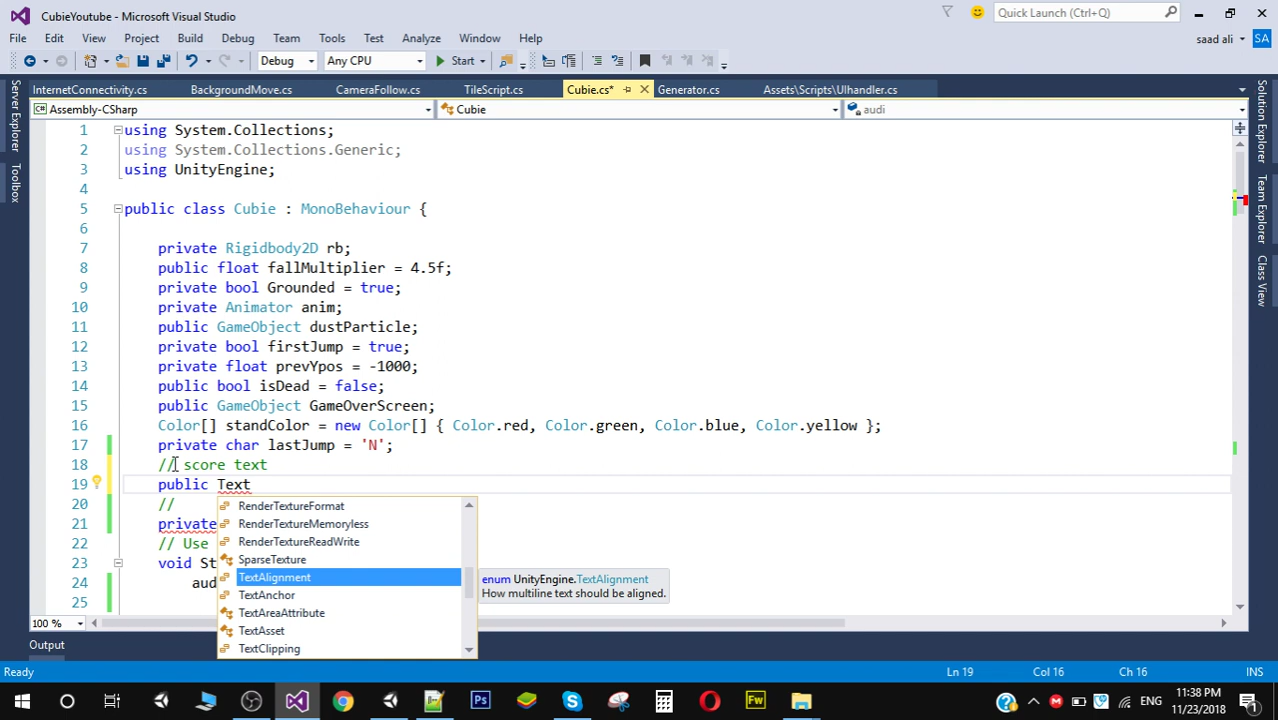 CubieYoutube - Microsoft Visual Studio
Quick Launch (Ctrl+Q)
File Edit View Project Build Debug Team Tools Test Analyze Window Help
saad ali
SA
Debug Any CPU Start
InternetConnectivity.cs BackgroundMove.cs CameraFollow.cs TileScript.cs Cubie.cs* Generator.cs Assets\Scripts\UIhandler.cs
Assembly-CSharp Cubie audi
Server Explorer
Toolbox
Solution Explorer
Team Explorer
Class View
1 using System.Collections;
2 using System.Collections.Generic;
3 using UnityEngine;
4
5 public class Cubie : MonoBehaviour {
6
7 private Rigidbody2D rb;
8 public float fallMultiplier = 4.5f;
9 private bool Grounded = true;
10 private Animator anim;
11 public GameObject dustParticle;
12 private bool firstJump = true;
13 private float prevYpos = -1000;
14 public bool isDead = false;
15 public GameObject GameOverScreen;
16 Color[] standColor = new Color[] { Color.red, Color.green, Color.blue, Color.yellow };
17 private char lastJump = 'N';
18 // score text
19 public Text
20 //
21 private
22 // Use
23 void St
24 aud
25
RenderTextureFormat
RenderTextureMemoryless
RenderTextureReadWrite
SparseTexture
TextAlignment
TextAnchor
TextAreaAttribute
TextAsset
TextClipping
enum UnityEngine.TextAlignment
How multiline text should be aligned.
100 %
Output
Ready Ln 19 Col 16 Ch 16 INS
Ps Fw
ENG
11:38 PM
11/23/2018
1